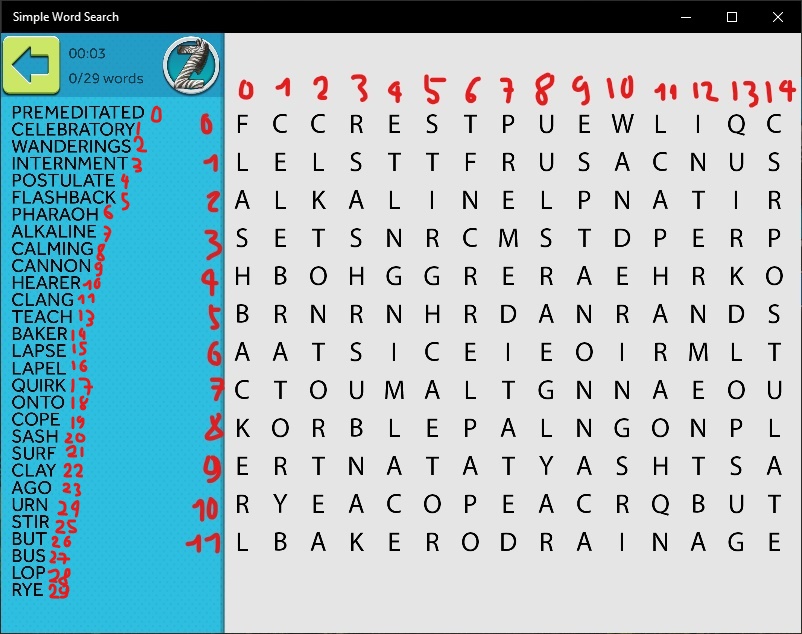 Simple Word Search
00:03
0/29 words
0 1 2 3 4 5 6 7 8 9 10 11 12 13 14
PREMEDITATED 0
CELEBRATORY 1
WANDERINGS 2
INTERNMENT 3
POSTULATE 4
FLASHBACK 5
PHARAOH 6
ALKALINE 7
CALMING 8
CANNON 9
HEARER 10
CLANG 11
TEACH 13
BAKER 14
LAPSE 15
LAPEL 16
QUIRK 17
ONTO 18
COPE 19
SASH 20
SURF 21
CLAY 22
AGO 23
URN 24
STIR 25
BUT 26
BUS 27
LOP 28
RYE 29
0 F C C R E S T P U E W L I Q C
1 L E L S T T F R U S A C N U S
2 A L K A L I N E L P N A T I R
3 S E T S N R C M S T D P E R P
4 H B O H G G R E R A E H R K O
5 B R N R N H R D A N R A N D S
6 A A T S I C E I E O I R M L T
7 C T O U M A L T G N N A E O U
8 K O R B L E P A L N G O N P L
9 E R T N A T A T Y A S H T S A
10 R Y E A C O P E A C R Q B U T
11 L B A K E R O D R A I N A G E